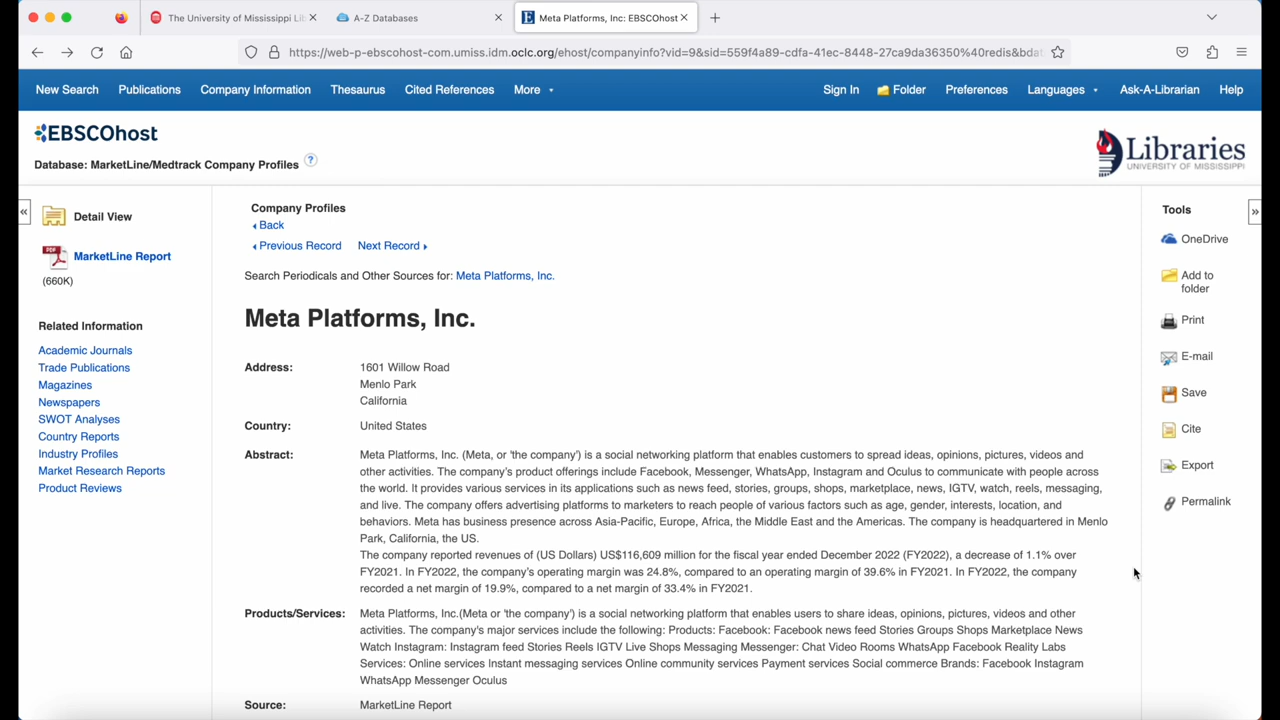 The University of Mississippi Li
A-Z Databases
Meta Platforms, Inc: EBSCOhost
https://web-p-ebscohost-com.umiss.idm.oclc.org/ehost/companyinfo?vid=9&sid=559f4a89-cdfa-41ec-8448-27ca9da36350%40redis&bdat
New Search Publications Company Information Thesaurus Cited References More Sign In Folder Preferences Languages Ask-A-Librarian Help
EBSCOhost
Database: MarketLine/Medtrack Company Profiles ?
Libraries
UNIVERSITY OF MISSISSIPPI
«
Detail View
PDF
MarketLine Report
(660K)
Related Information
Academic Journals
Trade Publications
Magazines
Newspapers
SWOT Analyses
Country Reports
Industry Profiles
Market Research Reports
Product Reviews
Company Profiles
Back
Previous Record Next Record
Search Periodicals and Other Sources for: Meta Platforms, Inc.
Meta Platforms, Inc.
Address: 1601 Willow Road
Menlo Park
California
Country: United States
Abstract: Meta Platforms, Inc. (Meta, or 'the company') is a social networking platform that enables customers to spread ideas, opinions, pictures, videos and
other activities. The company's product offerings include Facebook, Messenger, WhatsApp, Instagram and Oculus to communicate with people across
the world. It provides various services in its applications such as news feed, stories, groups, shops, marketplace, news, IGTV, watch, reels, messaging,
and live. The company offers advertising platforms to marketers to reach people of various factors such as age, gender, interests, location, and
behaviors. Meta has business presence across Asia-Pacific, Europe, Africa, the Middle East and the Americas. The company is headquartered in Menlo
Park, California, the US.
The company reported revenues of (US Dollars) US$116,609 million for the fiscal year ended December 2022 (FY2022), a decrease of 1.1% over
FY2021. In FY2022, the company's operating margin was 24.8%, compared to an operating margin of 39.6% in FY2021. In FY2022, the company
recorded a net margin of 19.9%, compared to a net margin of 33.4% in FY2021.
Products/Services: Meta Platforms, Inc.(Meta or 'the company') is a social networking platform that enables users to share ideas, opinions, pictures, videos and other
activities. The company's major services include the following: Products: Facebook: Facebook news feed Stories Groups Shops Marketplace News
Watch Instagram: Instagram feed Stories Reels IGTV Live Shops Messaging Messenger: Chat Video Rooms WhatsApp Facebook Reality Labs
Services: Online services Instant messaging services Online community services Payment services Social commerce Brands: Facebook Instagram
WhatsApp Messenger Oculus
Source: MarketLine Report
Tools
»
OneDrive
Add to
folder
Print
E-mail
Save
Cite
Export
Permalink